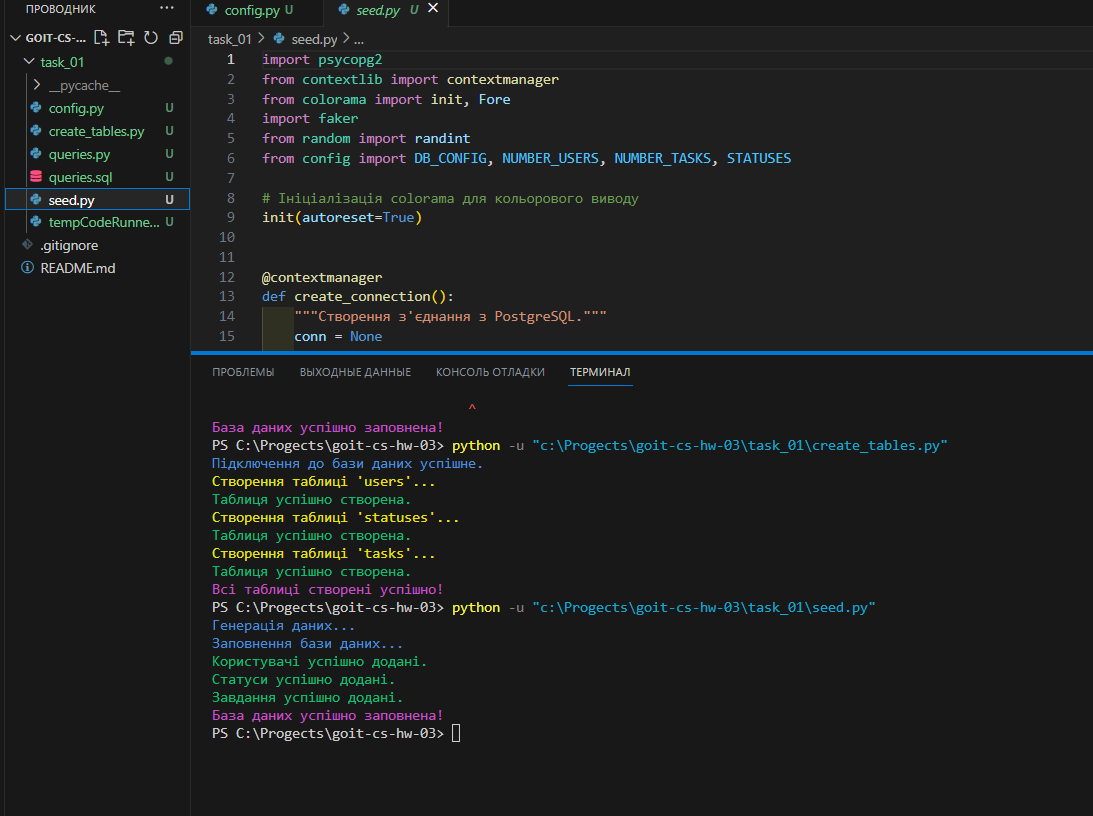 ПРОВОДНИК ...
config.py U
seed.py U
GOIT-CS-...
task_01 > seed.py > ...
task_01
__pycache__
config.py U
create_tables.py U
queries.py U
queries.sql U
seed.py U
tempCodeRunne... U
.gitignore
README.md
1 import psycopg2
2 from contextlib import contextmanager
3 from colorama import init, Fore
4 import faker
5 from random import randint
6 from config import DB_CONFIG, NUMBER_USERS, NUMBER_TASKS, STATUSES
7
8 # Ініціалізація colorama для кольорового виводу
9 init(autoreset=True)
10
11
12 @contextmanager
13 def create_connection():
14 """Створення з'єднання з PostgreSQL."""
15 conn = None
ПРОБЛЕМЫ ВЫХОДНЫЕ ДАННЫЕ КОНСОЛЬ ОТЛАДКИ ТЕРМИНАЛ
^
База даних успішно заповнена!
PS C:\Progects\goit-cs-hw-03> python -u "c:\Progects\goit-cs-hw-03\task_01\create_tables.py"
Підключення до бази даних успішне.
Створення таблиці 'users'...
Таблиця успішно створена.
Створення таблиці 'statuses'...
Таблиця успішно створена.
Створення таблиці 'tasks'...
Таблиця успішно створена.
Всі таблиці створені успішно!
PS C:\Progects\goit-cs-hw-03> python -u "c:\Progects\goit-cs-hw-03\task_01\seed.py"
Генерація даних...
Заповнення бази даних...
Користувачі успішно додані.
Статуси успішно додані.
Завдання успішно додані.
База даних успішно заповнена!
PS C:\Progects\goit-cs-hw-03>